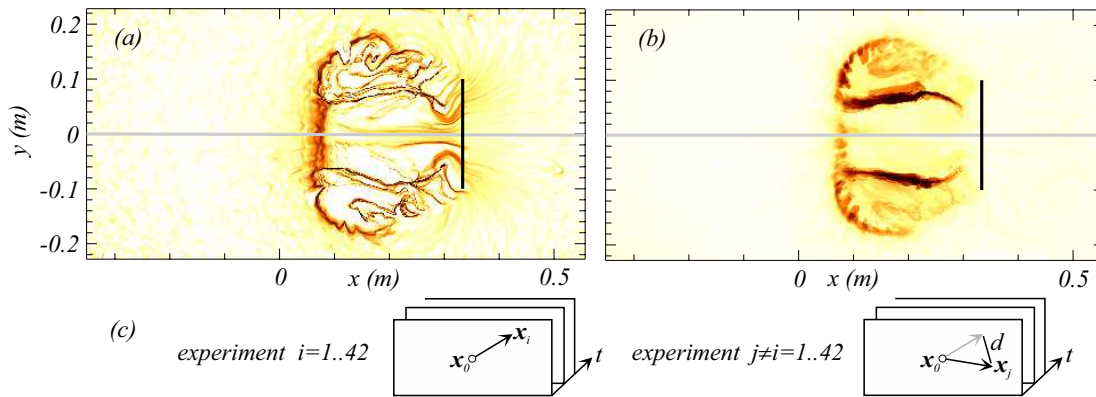 (a)
(b)
y (m)
0.2
0.1
0
-0.1
-0.2
0
x (m)
0.5
0
x (m)
0.5
(c)
experiment i=1..42
x₀
xᵢ
t
experiment j≠i=1..42
x₀
d
xⱼ
t